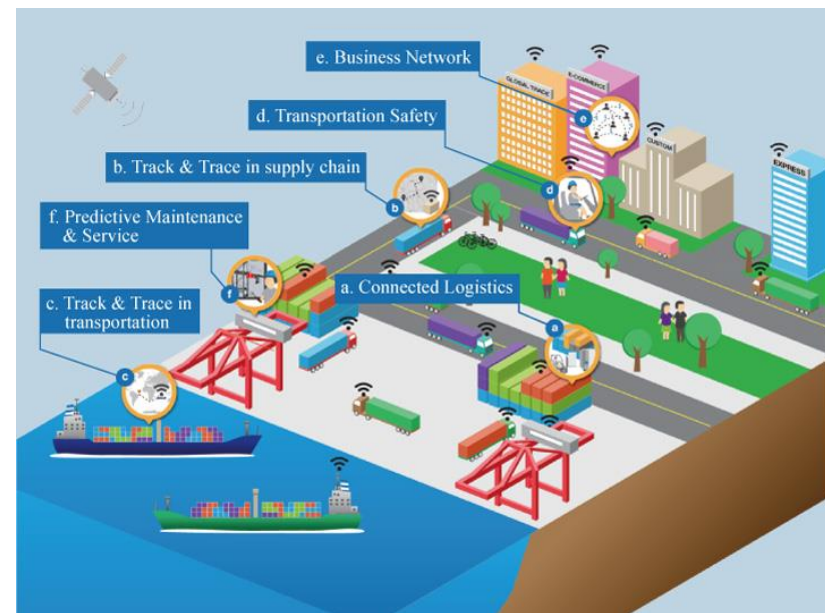 e. Business Network
GLOBAL TRADE
E-COMMERCE
e
d. Transportation Safety
CUSTOM
EXPRESS
b. Track & Trace in supply chain
d
b
f. Predictive Maintenance
& Service
f
a. Connected Logistics
c. Track & Trace in
transportation
a
c